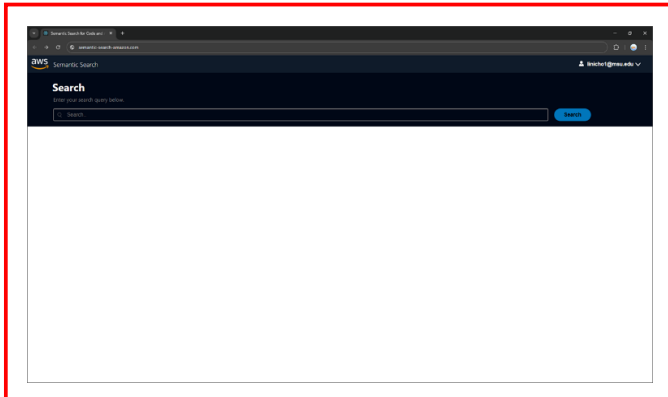 Semantic Search for Code and
semantic-search-amazon.com
aws Semantic Search
linichol@msu.edu
Search
Enter your search query below.
Search...
Search